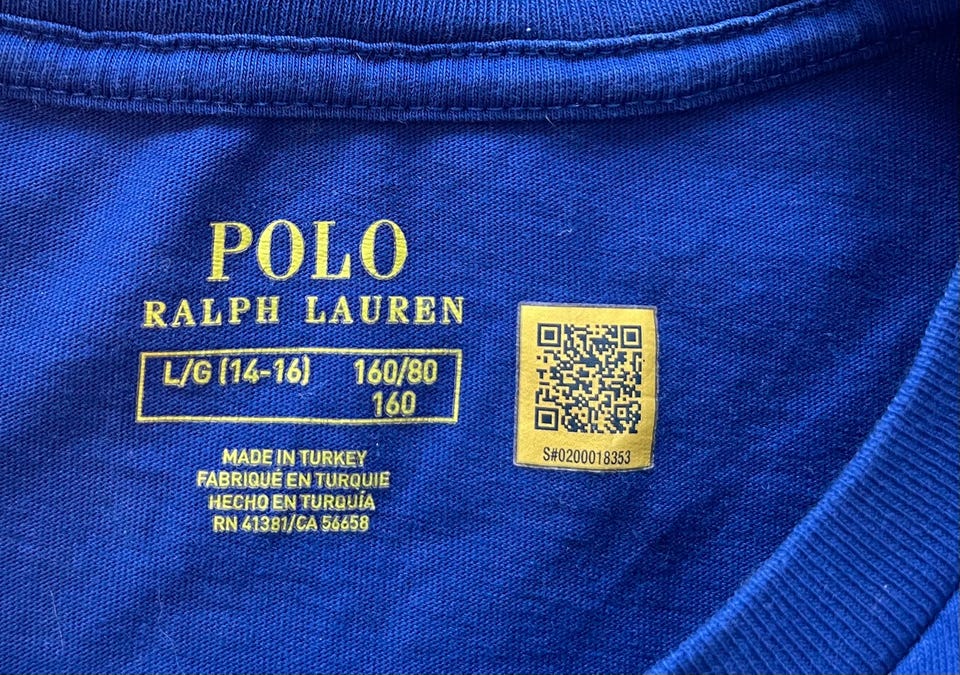 POLO
RALPH LAUREN
L/G (14-16) 160/80
160
MADE IN TURKEY
FABRIQUÉ EN TURQUIE
HECHO EN TURQUÍA
RN 41381/CA 56658
S#0200018353